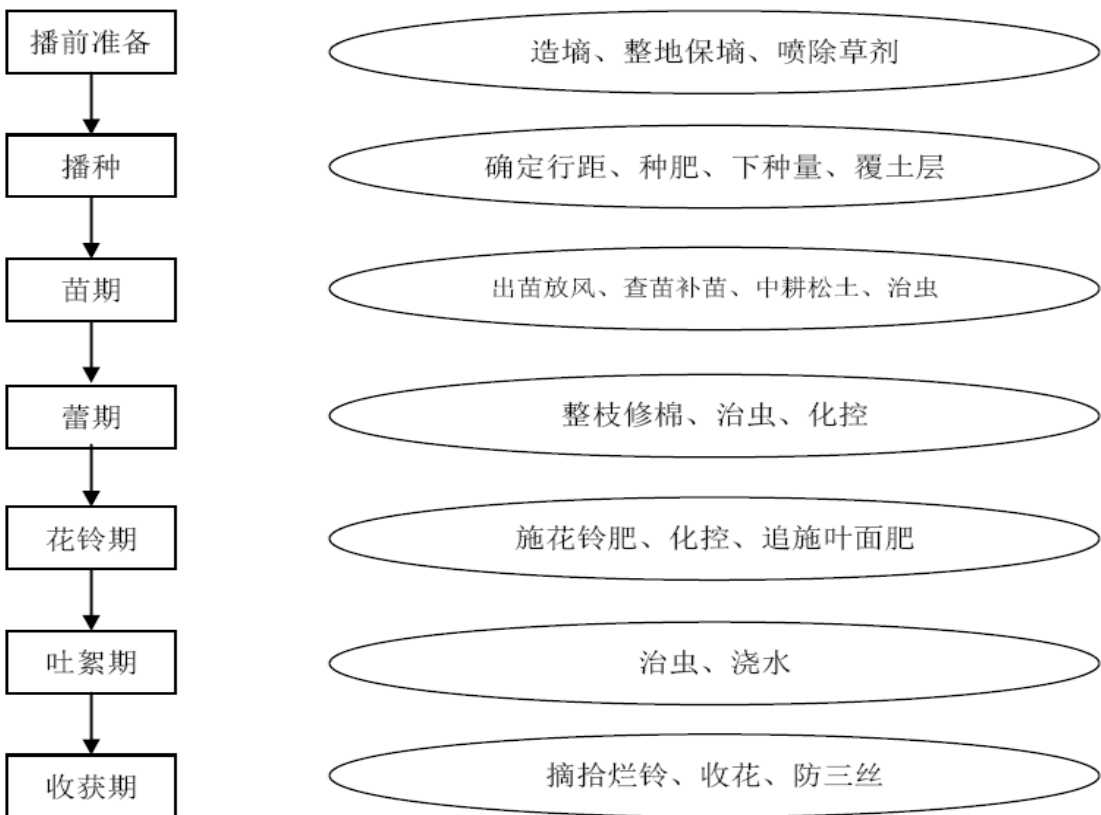 播前准备
造墒、整地保墒、喷除草剂
播种
确定行距、种肥、下种量、覆土层
苗期
出苗放风、查苗补苗、中耕松土、治虫
蕾期
整枝修棉、治虫、化控
花铃期
施花铃肥、化控、追施叶面肥
吐絮期
治虫、浇水
收获期
摘拾烂铃、收花、防三丝